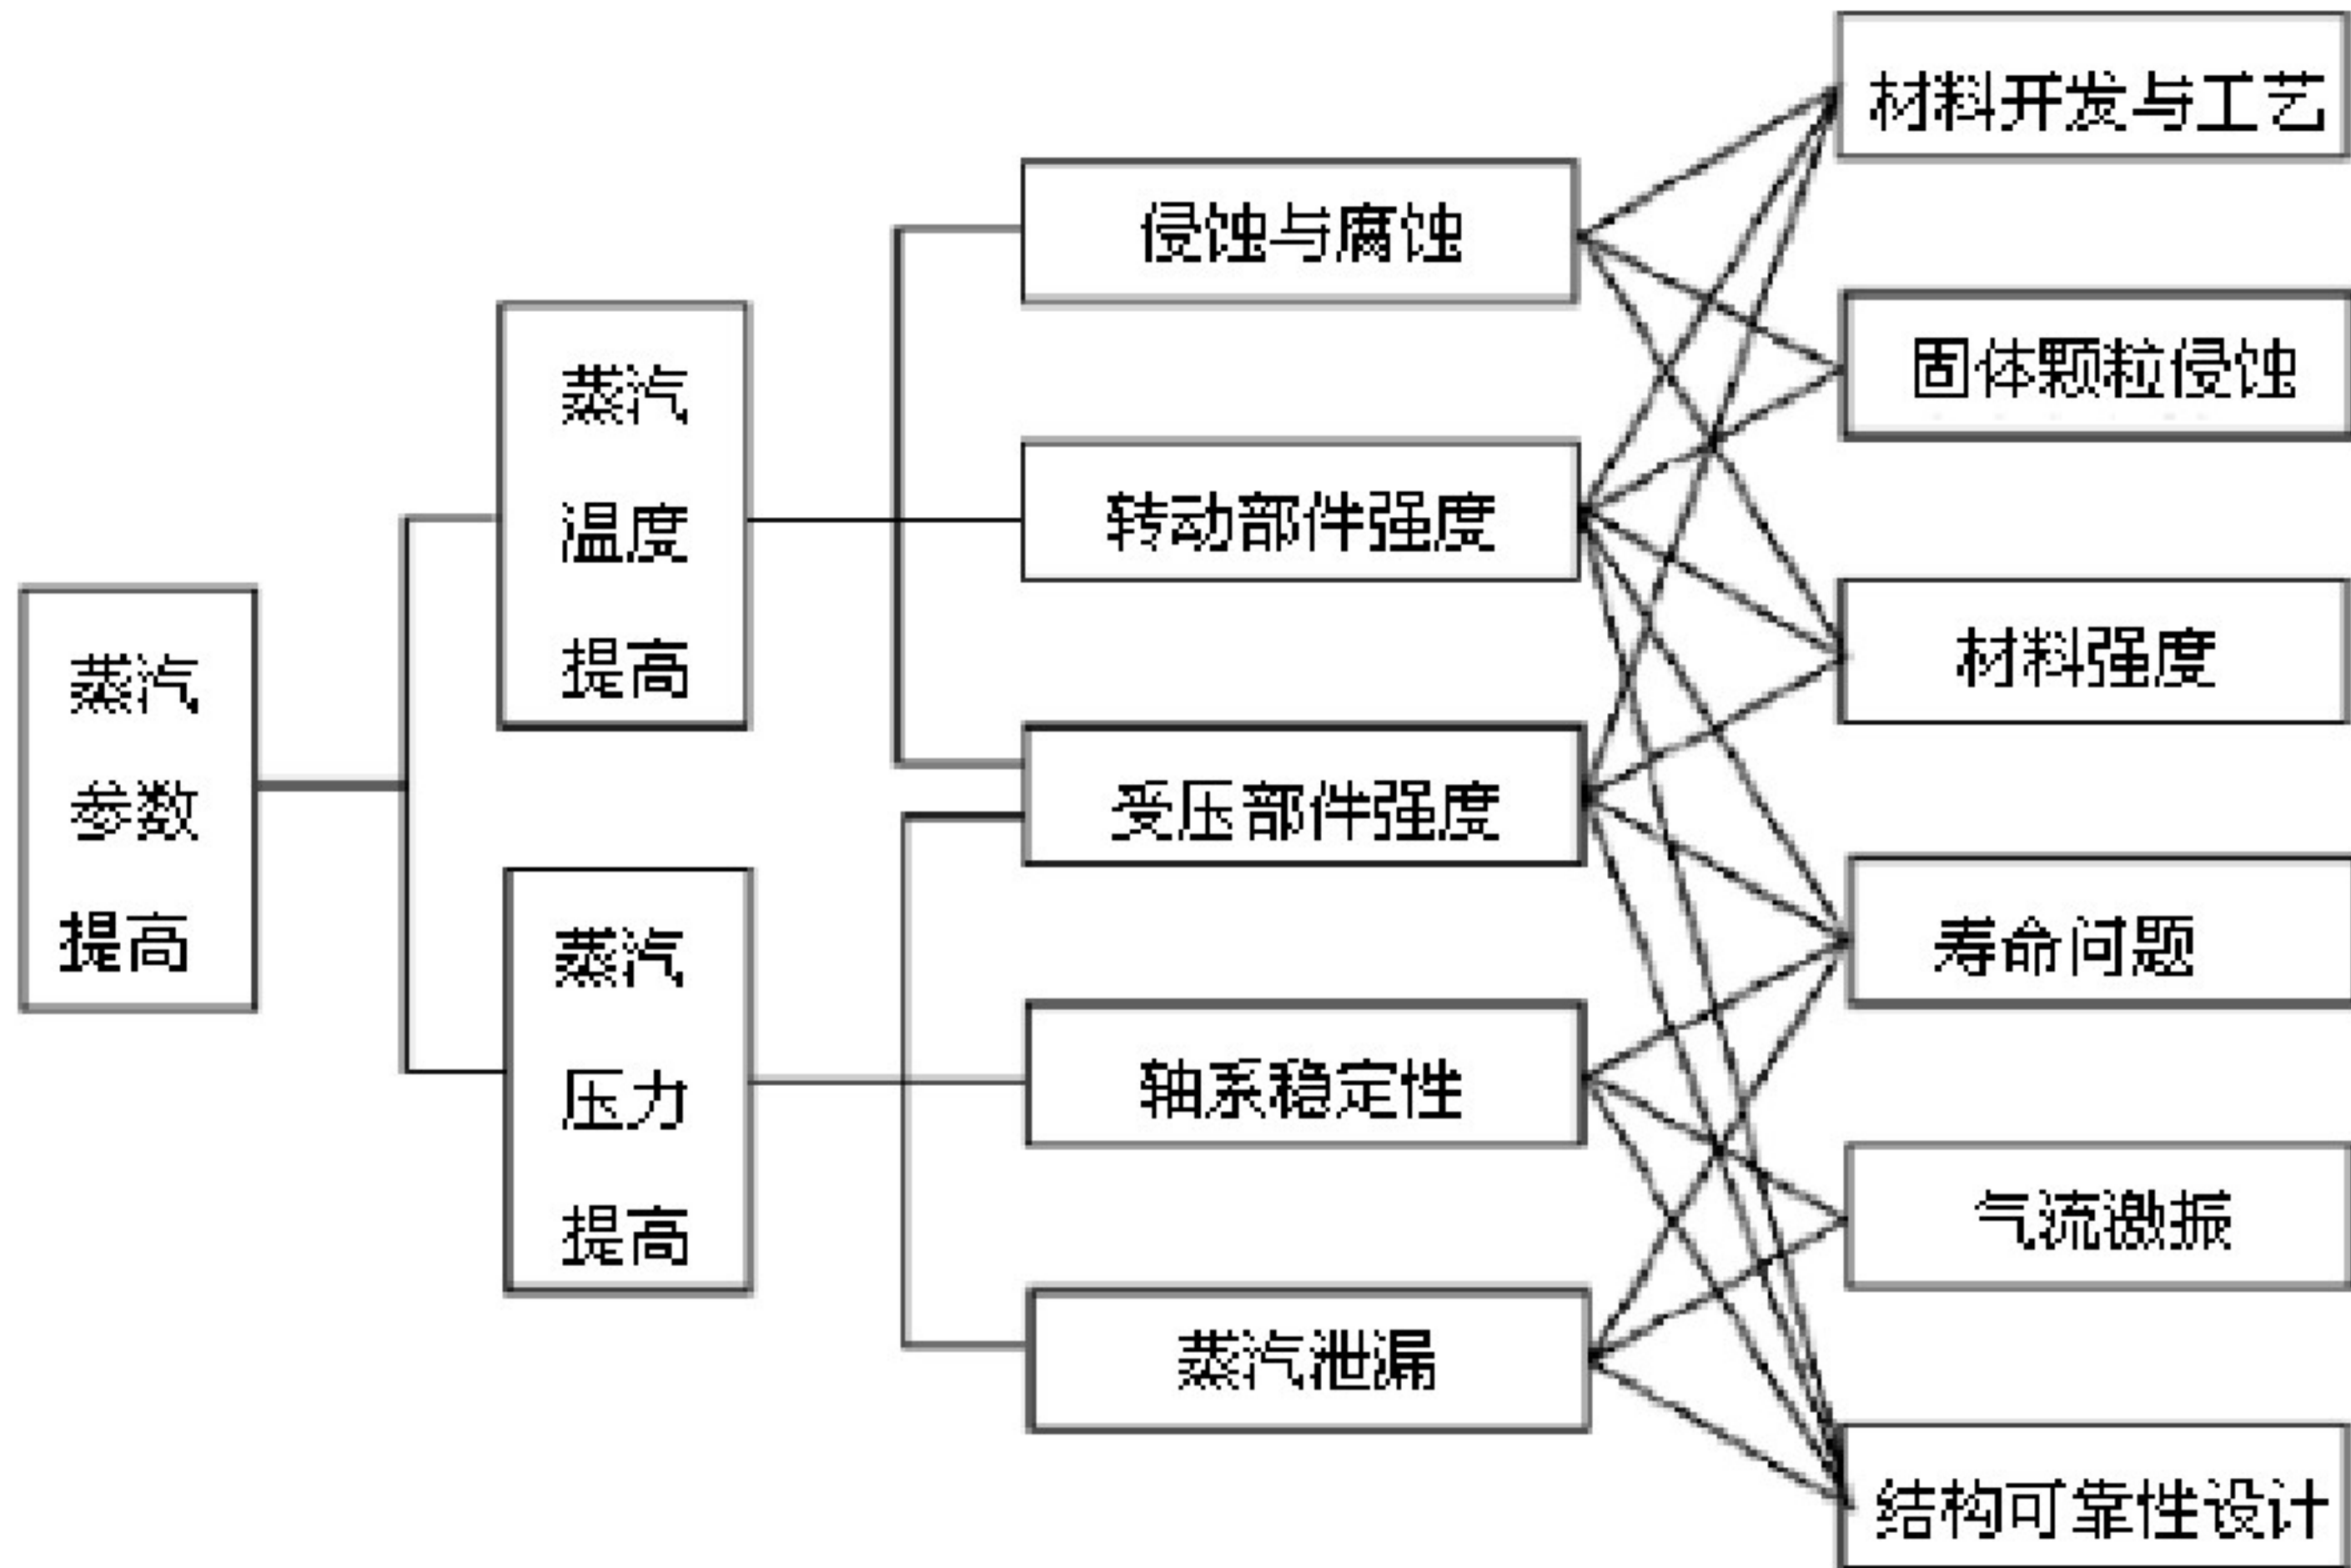 蒸汽
参数
提高
蒸汽
温度
提高
蒸汽
压力
提高
侵蚀与腐蚀
转动部件强度
受压部件强度
轴系稳定性
蒸汽泄漏
材料开发与工艺
固体颗粒侵蚀
材料强度
寿命问题
气流激振
结构可靠性设计